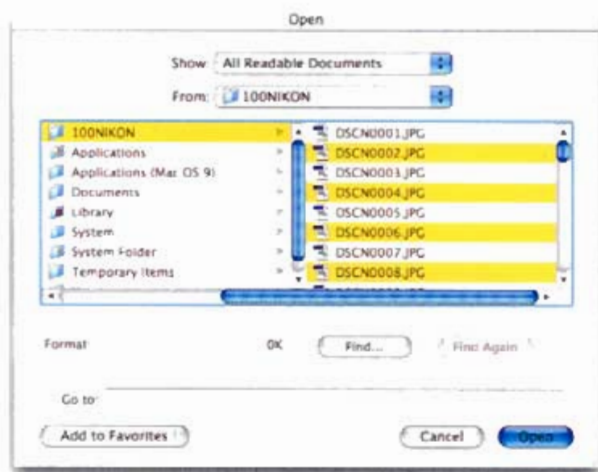 Open
Show: All Readable Documents
From: 100NIKON
100NIKON
Applications
Applications (Mac OS 9)
Documents
Library
System
System Folder
Temporary Items
DSCN0001.JPG
DSCN0002.JPG
DSCN0003.JPG
DSCN0004.JPG
DSCN0005.JPG
DSCN0006.JPG
DSCN0007.JPG
DSCN0008.JPG
Format: 0K Find... Find Again
Go to:
Add to Favorites Cancel Open